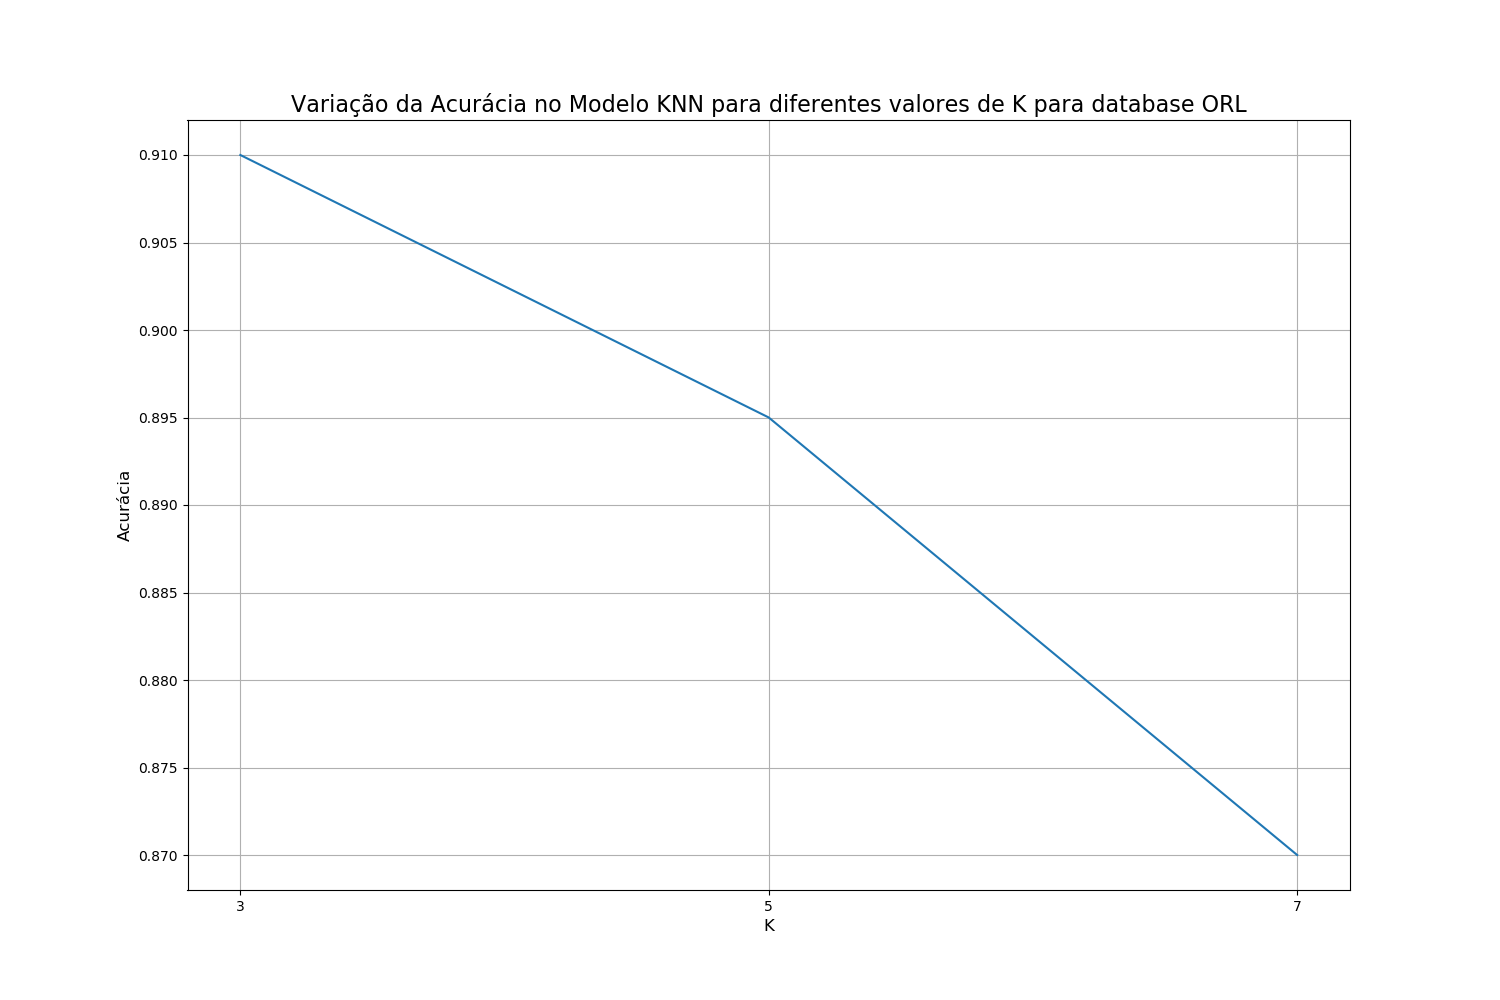 Variação da Acurácia no Modelo KNN para diferentes valores de K para database ORL
0.910
0.905
0.900
0.895
0.890
0.885
0.880
0.875
0.870
Acurácia
3 5 7
K